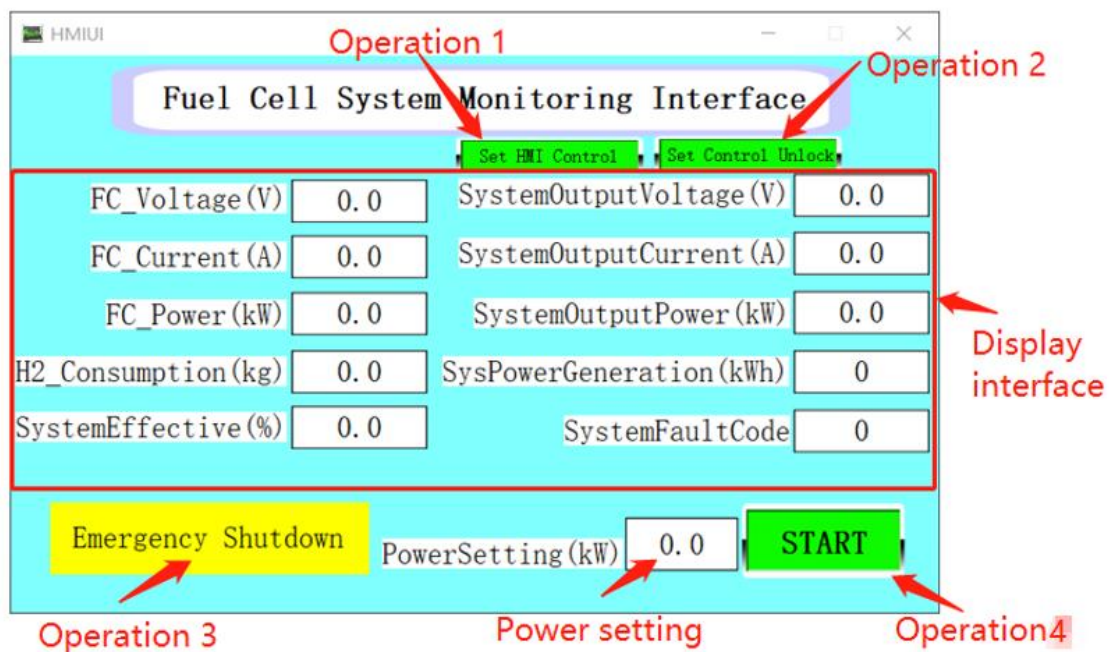 HMIUI
Operation 1
Operation 2
Fuel Cell System Monitoring Interface
Set HMI Control
Set Control Unlock
FC_Voltage(V) 0.0 SystemOutputVoltage(V) 0.0
FC_Current(A) 0.0 SystemOutputCurrent(A) 0.0
FC_Power(kW) 0.0 SystemOutputPower(kW) 0.0
Display
interface
H2_Consumption(kg) 0.0 SysPowerGeneration(kWh) 0
SystemEffective(%) 0.0 SystemFaultCode 0
Emergency Shutdown
PowerSetting(kW) 0.0
START
Operation 3
Power setting
Operation4